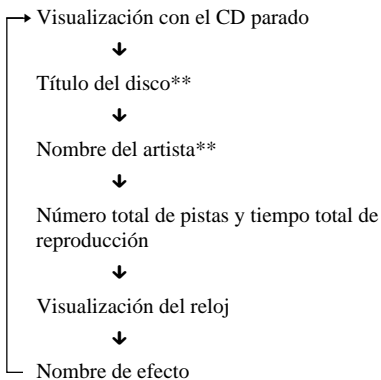 Visualización con el CD parado
Título del disco**
Nombre del artista**
Número total de pistas y tiempo total de
reproducción
Visualización del reloj
Nombre de efecto